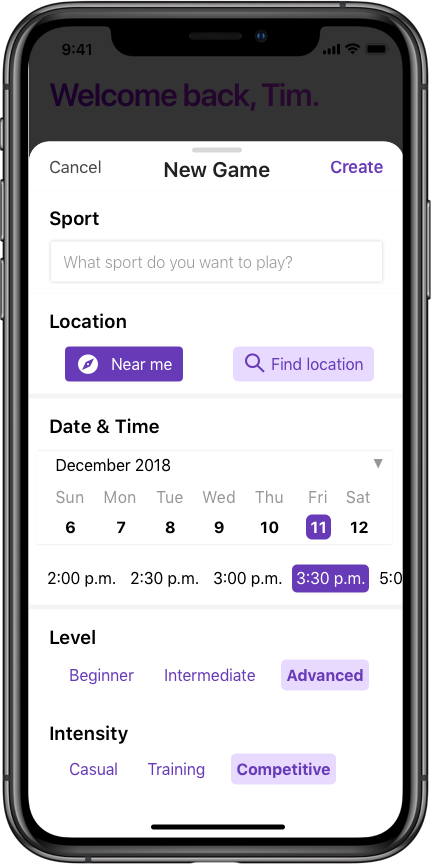 9:41
Welcome back, Tim.
Cancel New Game Create
Sport
What sport do you want to play?
Location
Near me Find location
Date & Time
December 2018 ▼
Sun Mon Tue Wed Thu Fri Sat
6 7 8 9 10 11 12
2:00 p.m. 2:30 p.m. 3:00 p.m. 3:30 p.m. 5:0
Level
Beginner Intermediate Advanced
Intensity
Casual Training Competitive